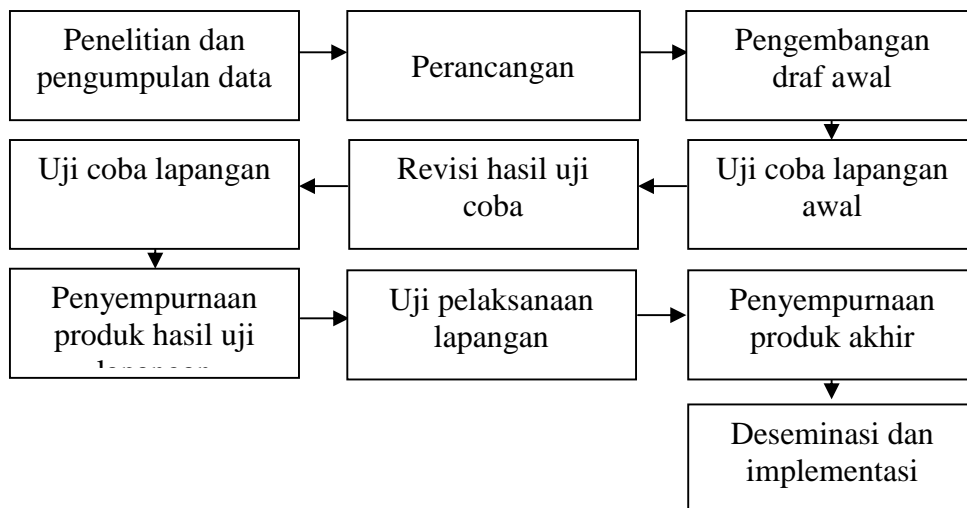 Penelitian dan
pengumpulan data
Perancangan
Pengembangan
draf awal
Uji coba lapangan
awal
Revisi hasil uji
coba
Uji coba lapangan
Penyempurnaan
produk hasil uji
lapangan
Uji pelaksanaan
lapangan
Penyempurnaan
produk akhir
Deseminasi dan
implementasi